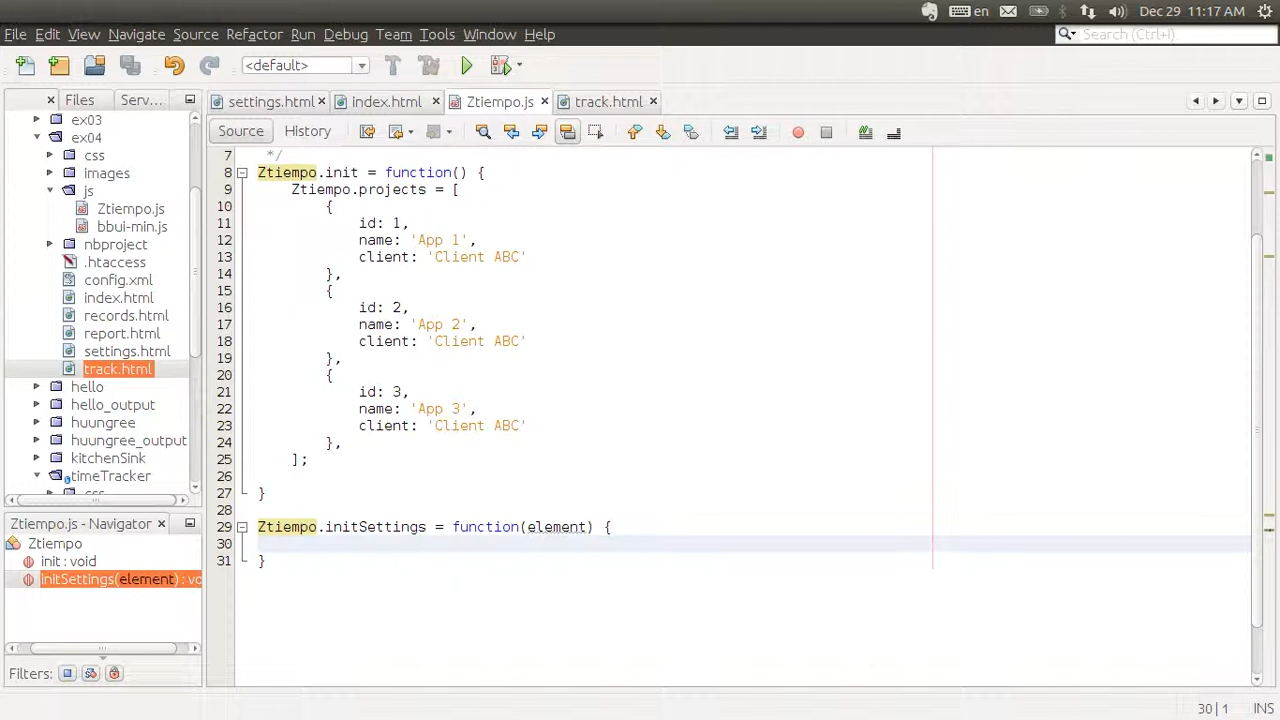 en Dec 29 11:17 AM
File Edit View Navigate Source Refactor Run Debug Team Tools Window Help Search (Ctrl+I)
<default>
Files Serv... settings.html index.html Ztiempo.js track.html
ex03
ex04
css
images
js
Ztiempo.js
bbui-min.js
nbproject
.htaccess
config.xml
index.html
records.html
report.html
settings.html
track.html
hello
hello_output
huungree
huungree_output
kitchenSink
timeTracker
css
Source History
7 */
8 Ztiempo.init = function() {
9 Ztiempo.projects = [
10 {
11 id: 1,
12 name: 'App 1',
13 client: 'Client ABC'
14 },
15 {
16 id: 2,
17 name: 'App 2',
18 client: 'Client ABC'
19 },
20 {
21 id: 3,
22 name: 'App 3',
23 client: 'Client ABC'
24 },
25 ];
26
27 }
28
29 Ztiempo.initSettings = function(element) {
30
31 }
Ztiempo.js - Navigator
Ztiempo
init : void
initSettings(element) : vo
Filters:
30 | 1 INS